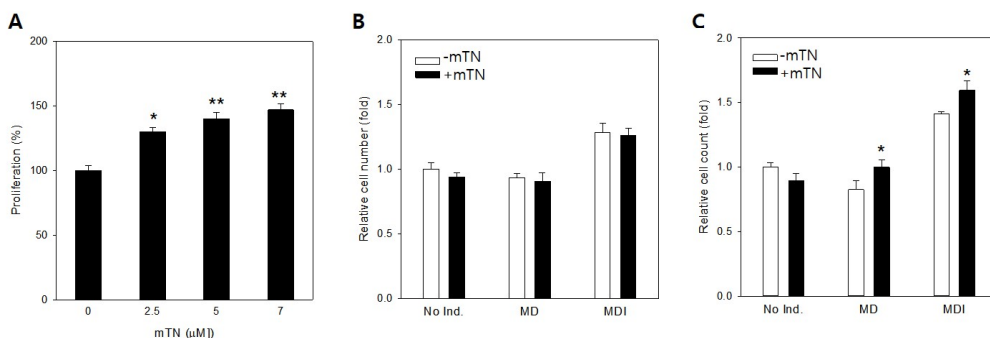 A
200
150
100
50
0
Proliferation (%)
* ** **
0 2.5 5 7
mTN (μM])
B
2.0
1.5
1.0
0.5
0.0
Relative cell number (fold)
-mTN
+mTN
No Ind. MD MDI
C
2.0
1.5
1.0
0.5
0.0
Relative cell count (fold)
-mTN
+mTN
* *
No Ind. MD MDI